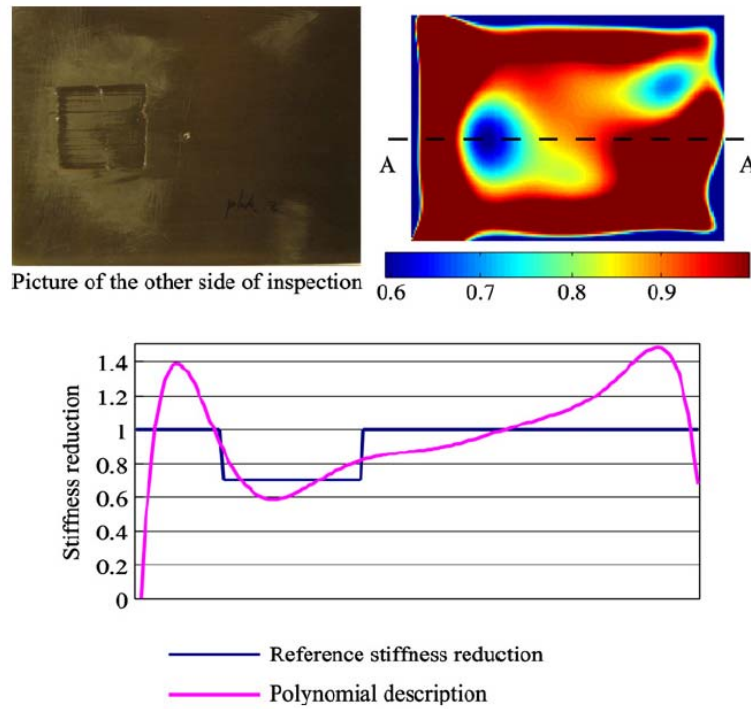 A
A
Picture of the other side of inspection
0.6 0.7 0.8 0.9
1.4
1.2
1
0.8
0.6
0.4
0.2
0
Stiffness reduction
Reference stiffness reduction
Polynomial description